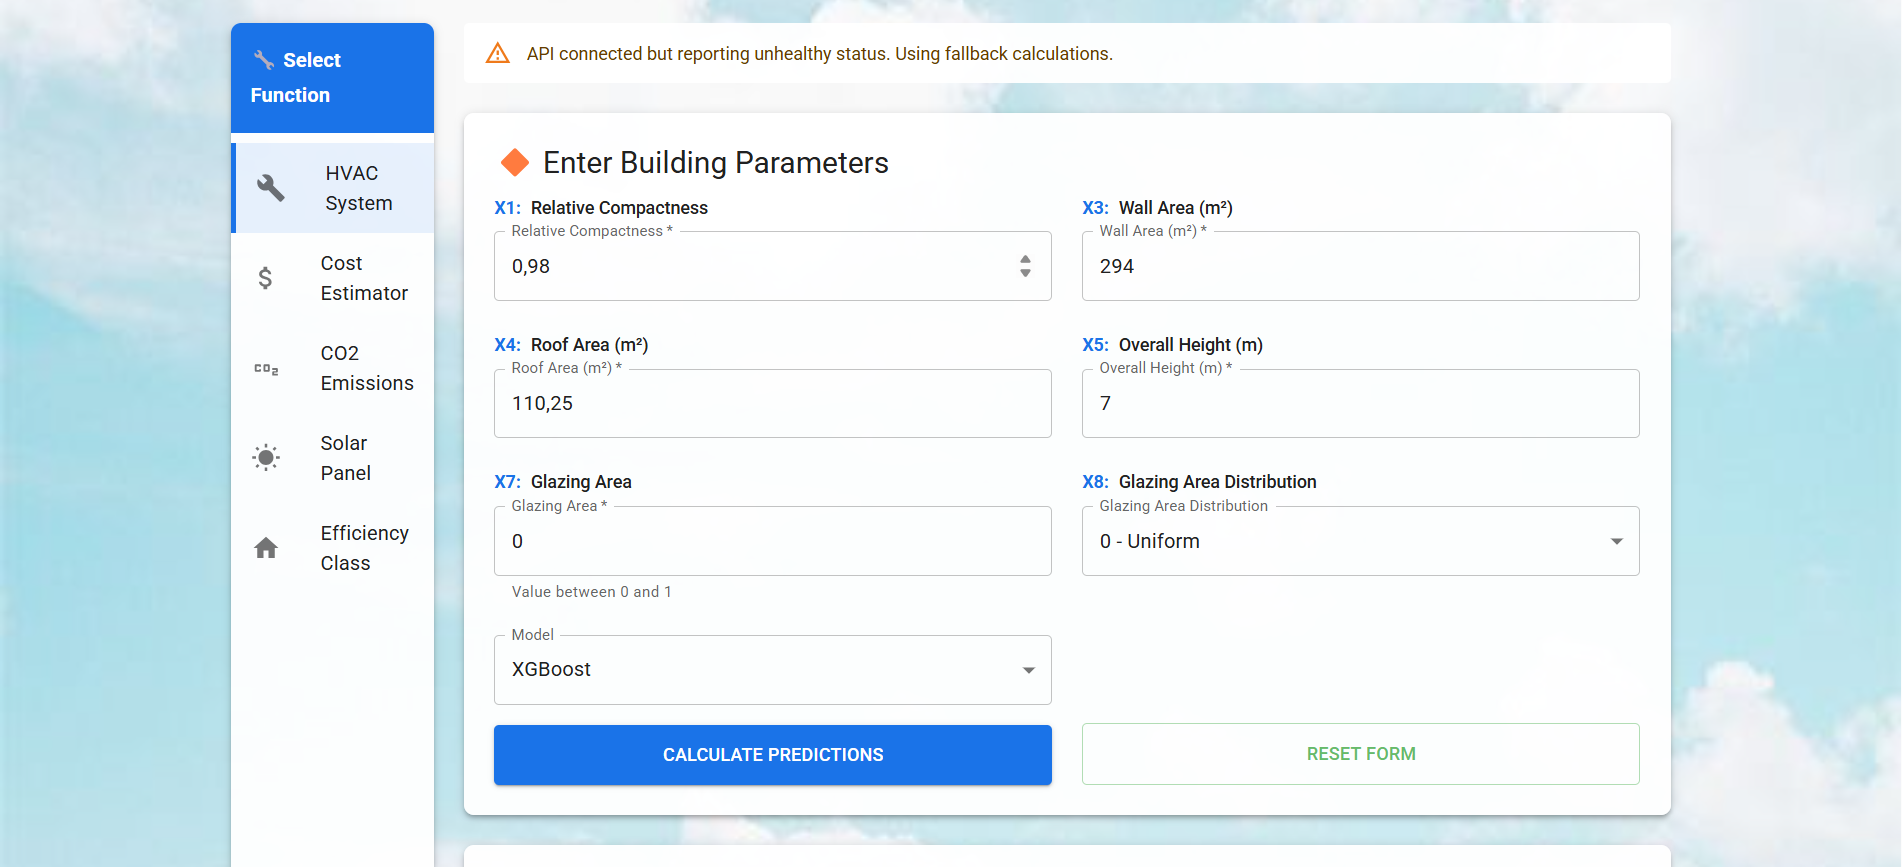 Select
Function
HVAC
System
Cost
Estimator
CO2
Emissions
Solar
Panel
Efficiency
Class
API connected but reporting unhealthy status. Using fallback calculations.
Enter Building Parameters
X1: Relative Compactness
Relative Compactness *
0,98
X3: Wall Area (m²)
Wall Area (m²) *
294
X4: Roof Area (m²)
Roof Area (m²) *
110,25
X5: Overall Height (m)
Overall Height (m) *
7
X7: Glazing Area
Glazing Area *
0
Value between 0 and 1
X8: Glazing Area Distribution
Glazing Area Distribution
0 - Uniform
Model
XGBoost
CALCULATE PREDICTIONS
RESET FORM